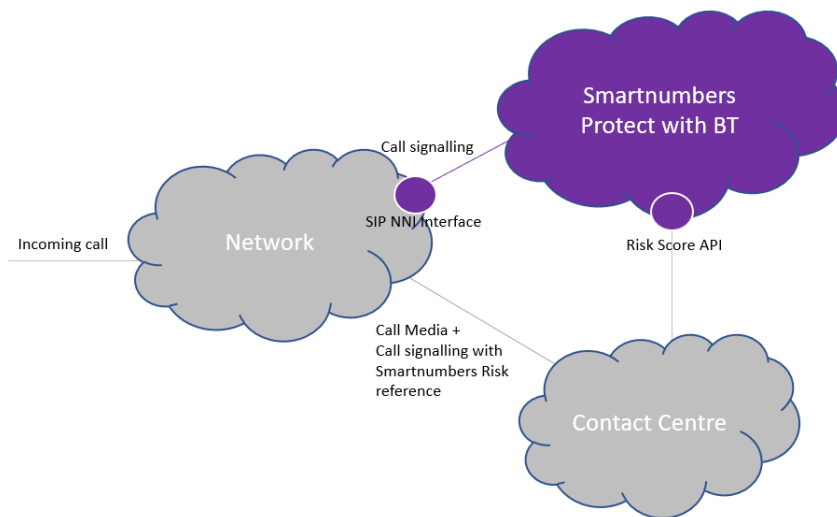 Smartnumbers
Protect with BT
Call signalling
SIP NNI Interface
Network
Incoming call
Risk Score API
Call Media +
Call signalling with
Smartnumbers Risk
reference
Contact Centre